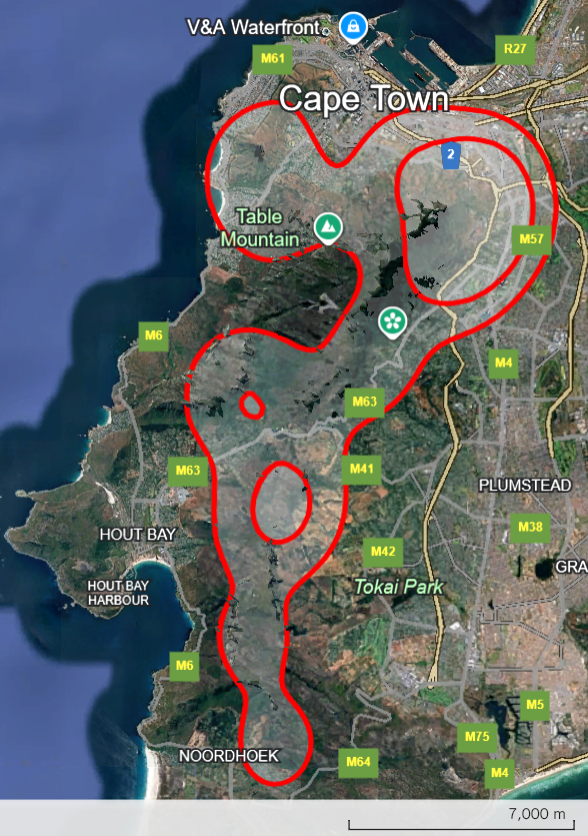 V&A Waterfront
M61
R27
Cape Town
2
Table
Mountain
M57
M6
M4
M63
M63
M41
PLUMSTEAD
HOUT BAY
M38
M42
GRA
HOUT BAY
HARBOUR
Tokai Park
M6
M5
NOORDHOEK
M64
M75
M4
7,000 m